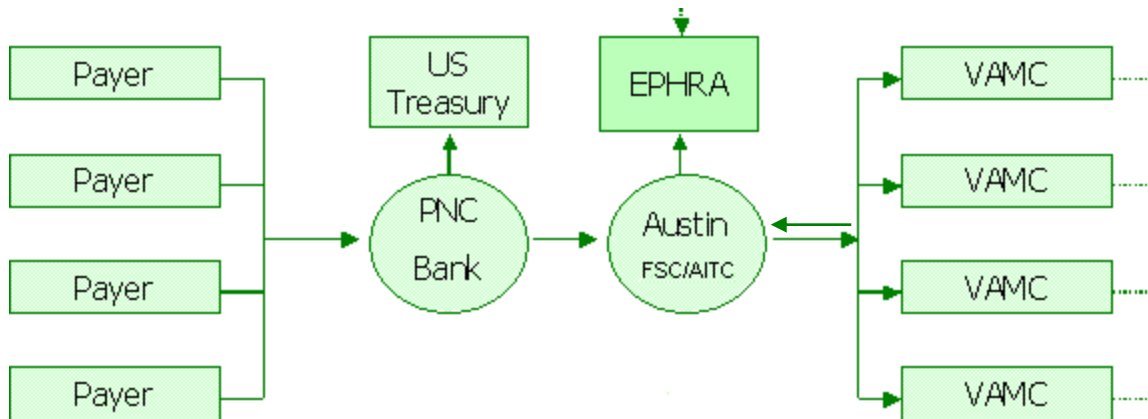 Payer
Payer
Payer
Payer
US
Treasury
PNC
Bank
EPHRA
Austin
FSC/AITC
VAMC
VAMC
VAMC
VAMC